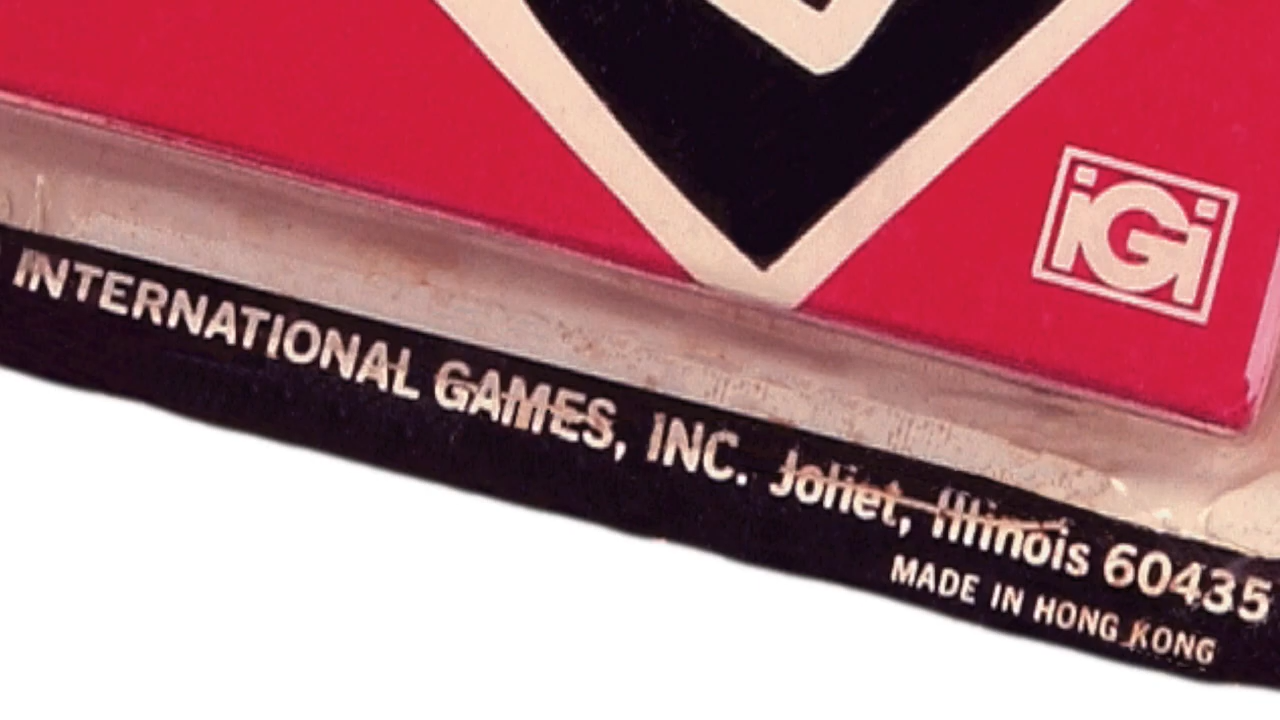 iGi
INTERNATIONAL GAMES, INC. Joliet, Illinois 60435
MADE IN HONG KONG